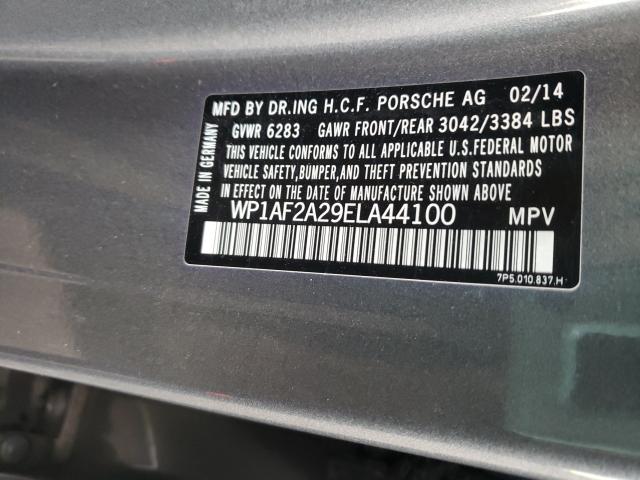 MFD BY DR.ING H.C.F. PORSCHE AG 02/14
GVWR 6283 GAWR FRONT/REAR 3042/3384 LBS
THIS VEHICLE CONFORMS TO ALL APPLICABLE U.S.FEDERAL MOTOR
VEHICLE SAFETY,BUMPER,AND THEFT PREVENTION STANDARDS
IN EFFECT ON THE DATE OF MANUFACTURE SHOWN ABOVE.
WP1AF2A29ELA44100 MPV
7P5.010.837.H
MADE IN GERMANY